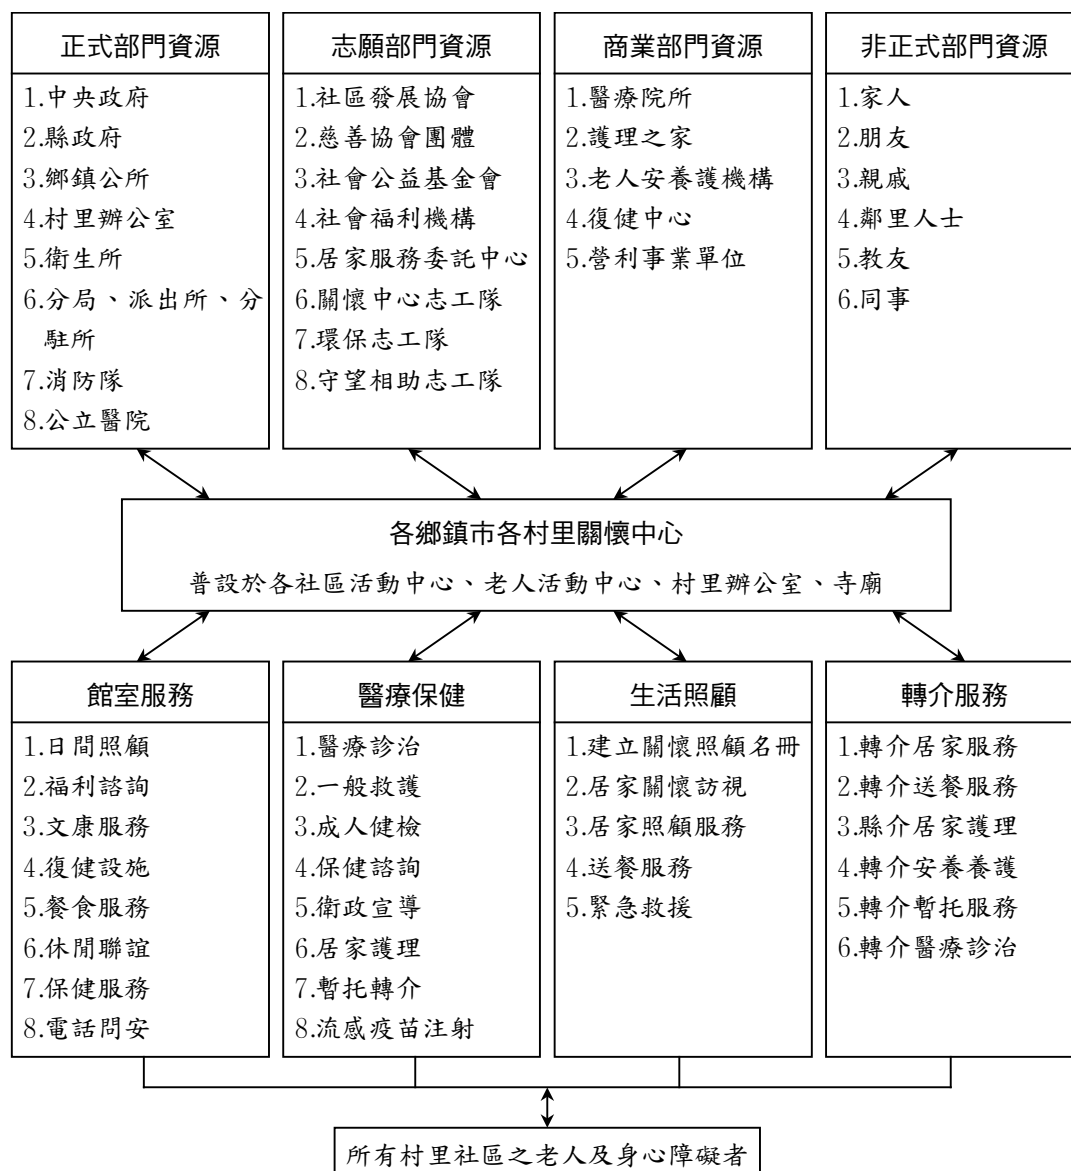 正式部門資源
1.中央政府
2.縣政府
3.鄉鎮公所
4.村里辦公室
5.衛生所
6.分局、派出所、分
駐所
7.消防隊
8.公立醫院
志願部門資源
1.社區發展協會
2.慈善協會團體
3.社會公益基金會
4.社會福利機構
5.居家服務委託中心
6.關懷中心志工隊
7.環保志工隊
8.守望相助志工隊
商業部門資源
1.醫療院所
2.護理之家
3.老人安養護機構
4.復健中心
5.營利事業單位
非正式部門資源
1.家人
2.朋友
3.親戚
4.鄰里人士
5.教友
6.同事
各鄉鎮市各村里關懷中心
普設於各社區活動中心、老人活動中心、村里辦公室、寺廟
館室服務
1.日間照顧
2.福利諮詢
3.文康服務
4.復健設施
5.餐食服務
6.休閒聯誼
7.保健服務
8.電話問安
醫療保健
1.醫療診治
2.一般救護
3.成人健檢
4.保健諮詢
5.衛政宣導
6.居家護理
7.暫托轉介
8.流感疫苗注射
生活照顧
1.建立關懷照顧名冊
2.居家關懷訪視
3.居家照顧服務
4.送餐服務
5.緊急救援
轉介服務
1.轉介居家服務
2.轉介送餐服務
3.縣介居家護理
4.轉介安養養護
5.轉介暫托服務
6.轉介醫療診治
所有村里社區之老人及身心障礙者